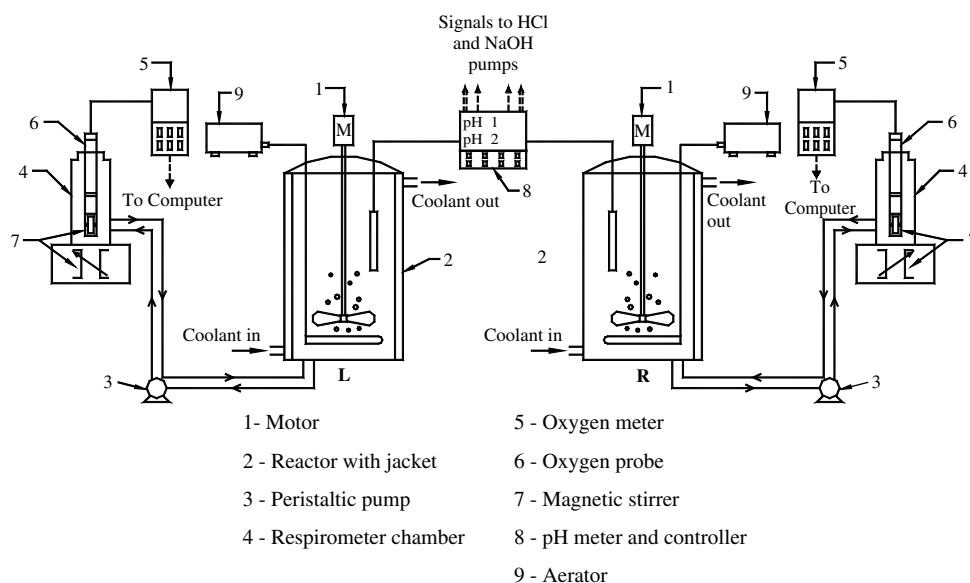 Signals to HCl
and NaOH
pumps
5
9
1
1
9
5
6
M
pH 1
pH 2
M
6
4
To Computer
Coolant out
8
Coolant
out
To
Computer
4
7
2
2
7
Coolant in
Coolant in
3
L
R
3
1- Motor
2 - Reactor with jacket
3 - Peristaltic pump
4 - Respirometer chamber
5 - Oxygen meter
6 - Oxygen probe
7 - Magnetic stirrer
8 - pH meter and controller
9 - Aerator